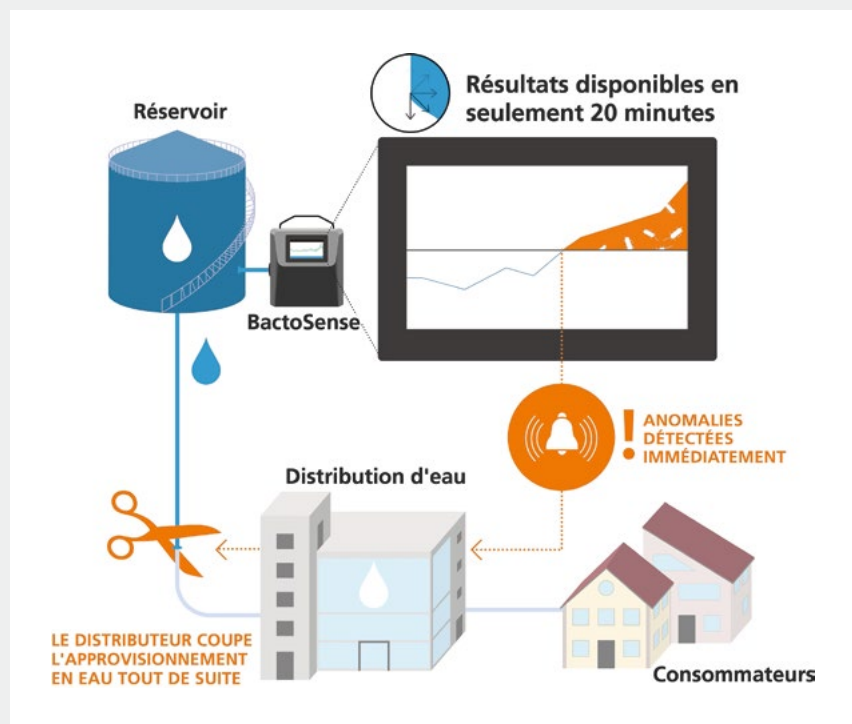 Résultats disponibles en
seulement 20 minutes
Réservoir
BactoSense
!
ANOMALIES
DÉTECTÉES
IMMÉDIATEMENT
Distribution d'eau
LE DISTRIBUTEUR COUPE
L'APPROVISIONNEMENT
EN EAU TOUT DE SUITE
Consommateurs